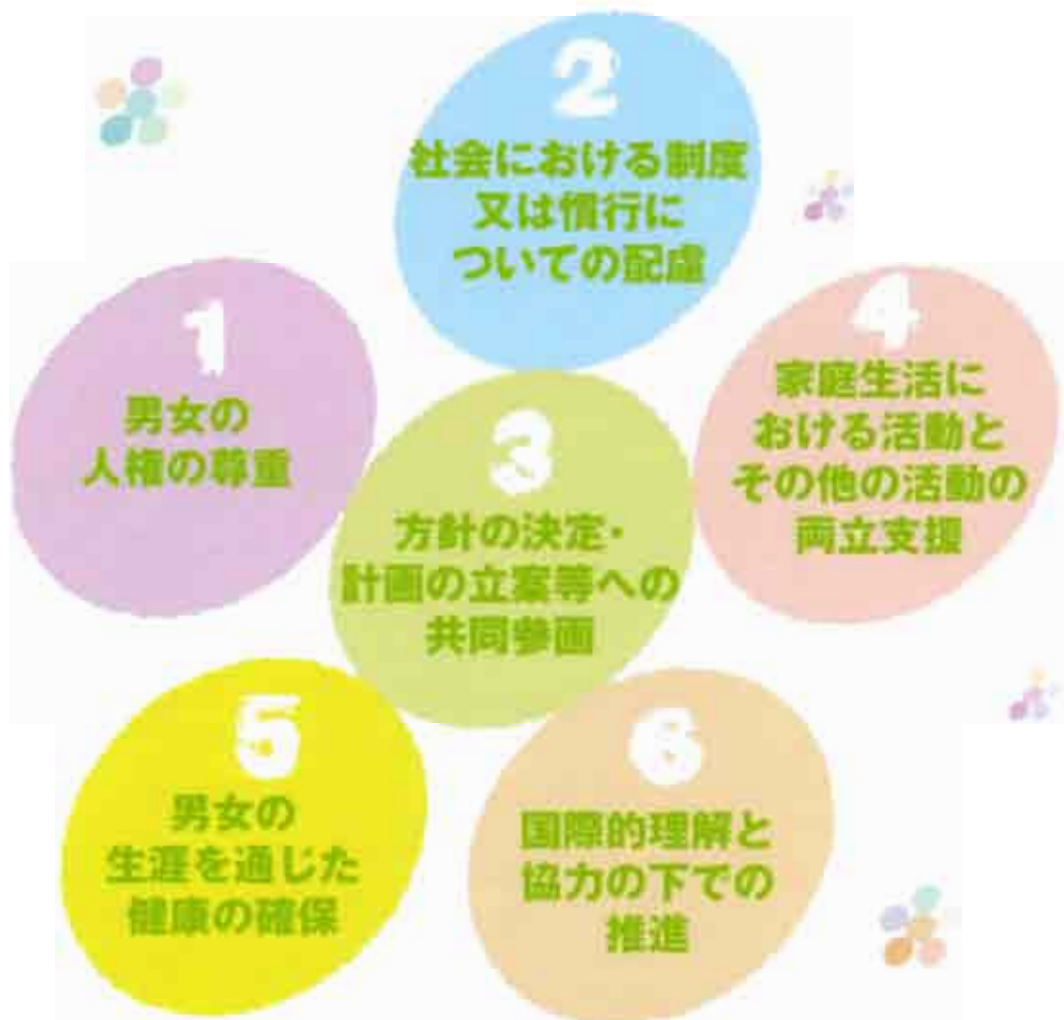 1
男女の
人権の尊重
2
社会における制度
又は慣行に
ついての配慮
3
方針の決定・
計画の立案等への
共同参画
4
家庭生活に
おける活動と
その他の活動の
両立支援
5
男女の
生涯を通じた
健康の確保
6
国際的理解と
協力の下での
推進